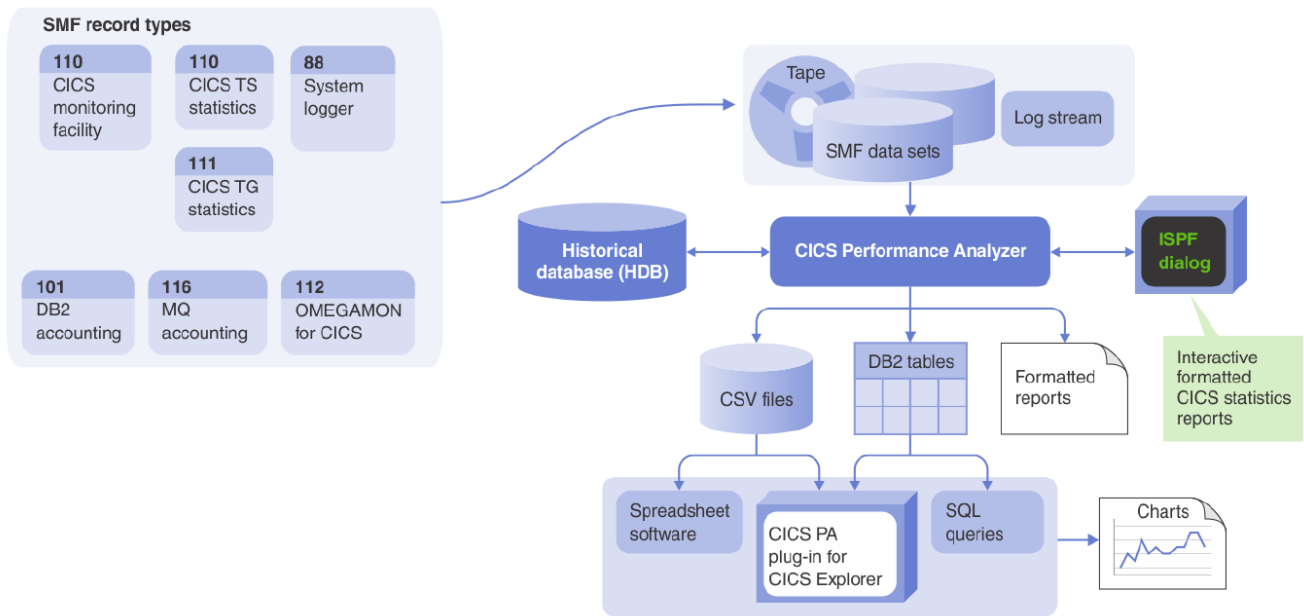 SMF record types
110
CICS
monitoring
facility
110
CICS TS
statistics
88
System
logger
111
CICS TG
statistics
101
DB2
accounting
116
MQ
accounting
112
OMEGAMON
for CICS
Tape
SMF data sets
Log stream
Historical
database (HDB)
CICS Performance Analyzer
ISPF
dialog
CSV files
DB2 tables
Formatted
reports
Interactive
formatted
CICS statistics
reports
Spreadsheet
software
CICS PA
plug-in for
CICS Explorer
SQL
queries
Charts